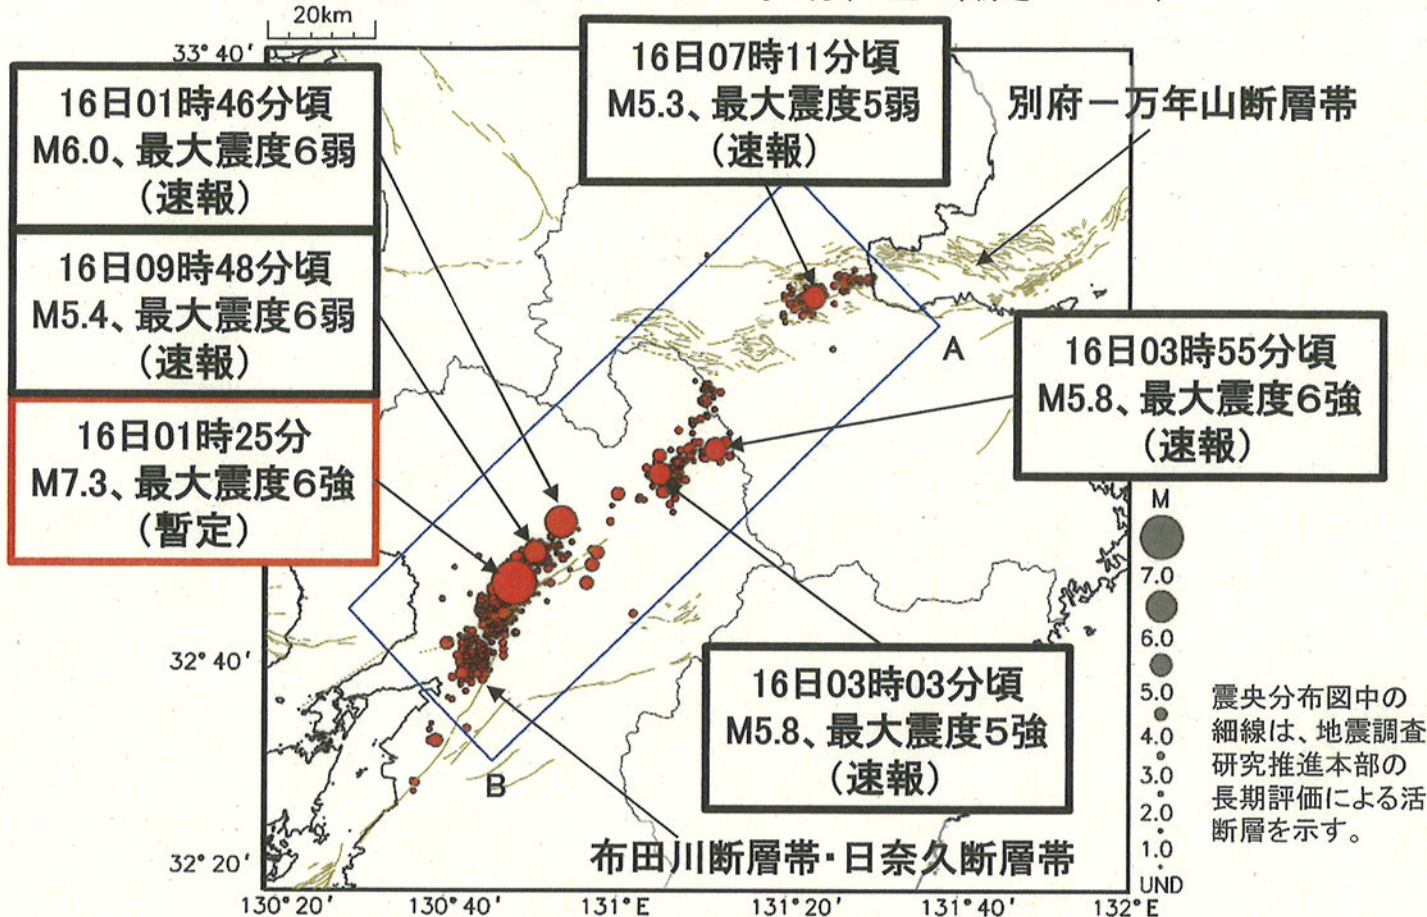 20km
33°40′
16日01時46分頃
M6.0、最大震度6弱
(速報)
16日09時48分頃
M5.4、最大震度6弱
(速報)
16日01時25分
M7.3、最大震度6強
(暫定)
16日07時11分頃
M5.3、最大震度5弱
(速報)
別府－万年山断層帯
A
16日03時55分頃
M5.8、最大震度6強
(速報)
M
7.0
6.0
5.0
4.0
3.0
2.0
1.0
UND
32°40′
16日03時03分頃
M5.8、最大震度5強
(速報)
B
布田川断層帯・日奈久断層帯
32°20′
130°20′
130°40′
131°E
131°20′
131°40′
132°E
震央分布図中の
細線は、地震調査
研究推進本部の
長期評価による活
断層を示す。